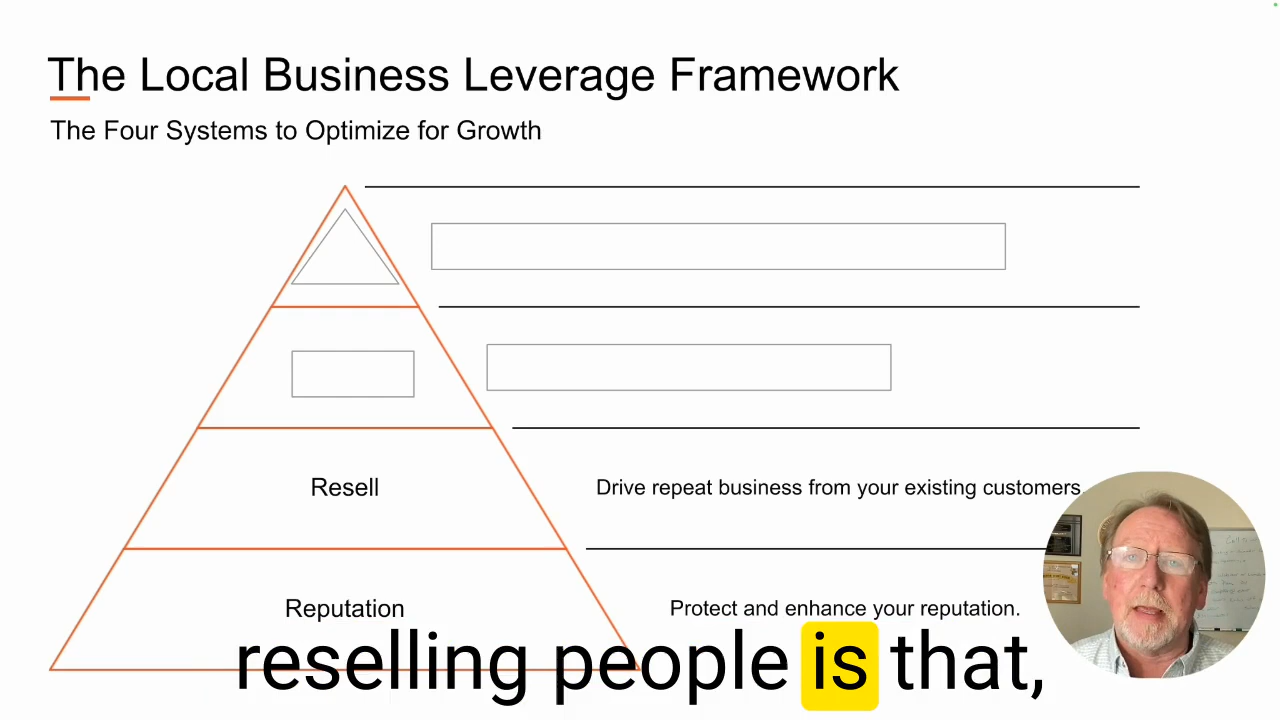 The Local Business Leverage Framework
The Four Systems to Optimize for Growth
Resell
Drive repeat business from your existing customers.
Reputation
Protect and enhance your reputation.
reselling people is that,